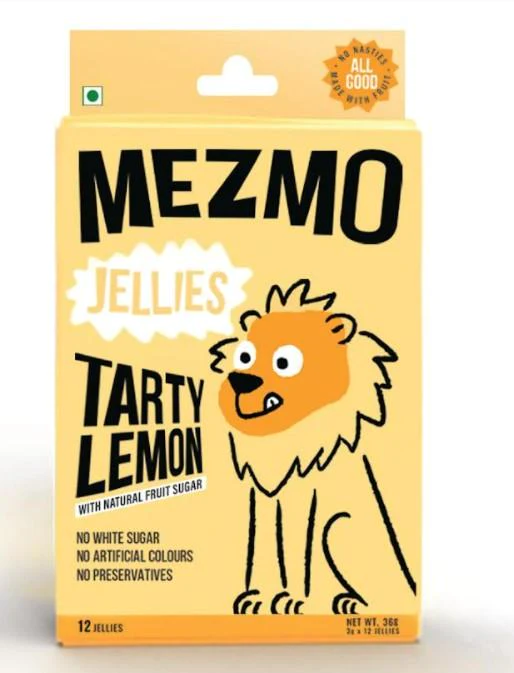 NO NASTIES
ALL
GOOD
MADE WITH FRUIT
MEZMO
JELLIES
TARTY
LEMON
WITH NATURAL FRUIT SUGAR
NO WHITE SUGAR
NO ARTIFICIAL COLOURS
NO PRESERVATIVES
12 JELLIES
NET WT. 36g
3g x 12 JELLIES